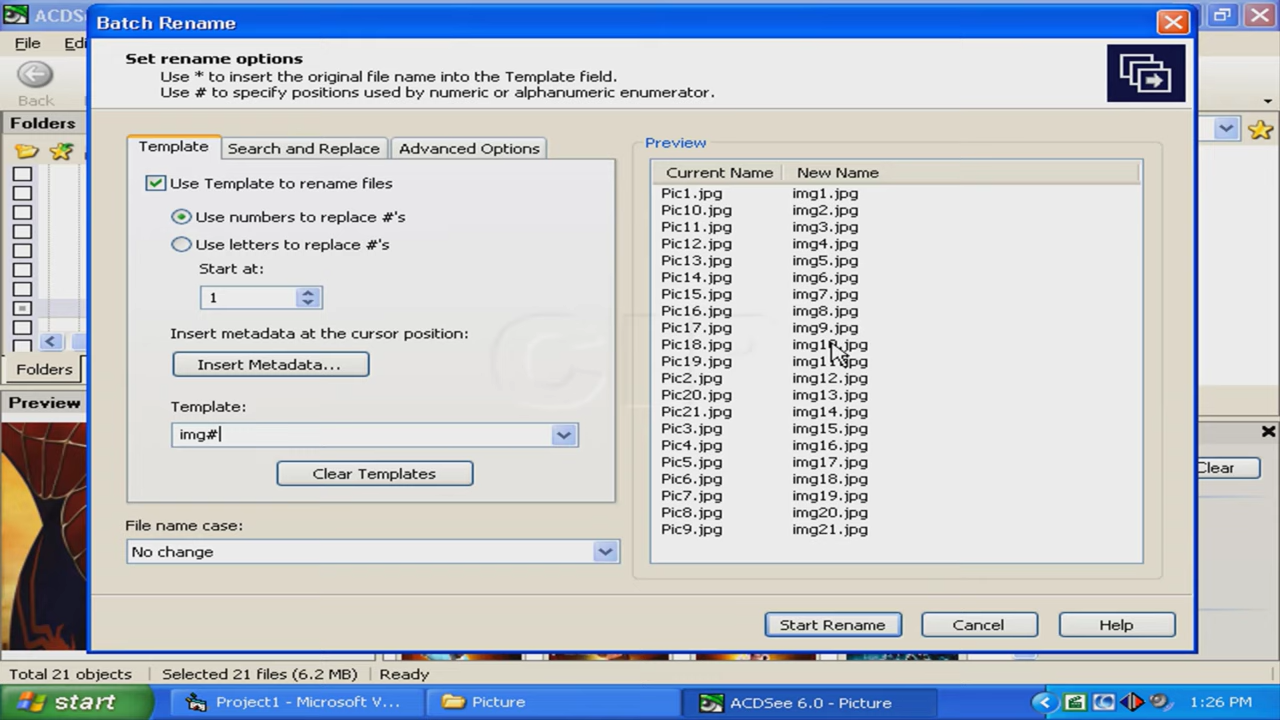 ACDSe
Batch Rename
File
Edi
Back
Folders
Set rename options
Use * to insert the original file name into the Template field.
Use # to specify positions used by numeric or alphanumeric enumerator.
Template
Search and Replace
Advanced Options
Use Template to rename files
Use numbers to replace #'s
Use letters to replace #'s
Start at:
1
Insert metadata at the cursor position:
Insert Metadata...
Template:
img#
Clear Templates
File name case:
No change
Preview
Current Name New Name
Pic1.jpg img1.jpg
Pic10.jpg img2.jpg
Pic11.jpg img3.jpg
Pic12.jpg img4.jpg
Pic13.jpg img5.jpg
Pic14.jpg img6.jpg
Pic15.jpg img7.jpg
Pic16.jpg img8.jpg
Pic17.jpg img9.jpg
Pic18.jpg img10.jpg
Pic19.jpg img11.jpg
Pic2.jpg img12.jpg
Pic20.jpg img13.jpg
Pic21.jpg img14.jpg
Pic3.jpg img15.jpg
Pic4.jpg img16.jpg
Pic5.jpg img17.jpg
Pic6.jpg img18.jpg
Pic7.jpg img19.jpg
Pic8.jpg img20.jpg
Pic9.jpg img21.jpg
Folders
Preview
Clear
Start Rename
Cancel
Help
Total 21 objects
Selected 21 files (6.2 MB)
Ready
start
Project1 - Microsoft V...
Picture
ACDSee 6.0 - Picture
1:26 PM